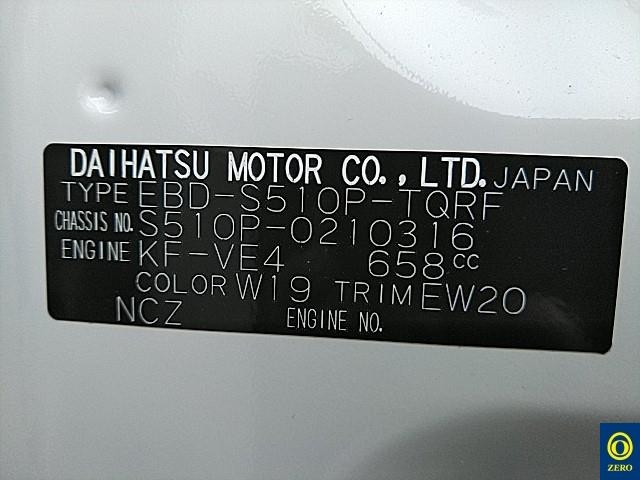 DAIHATSU MOTOR CO., LTD. JAPAN
TYPE EBD-S510P-TQRF
CHASSIS NO. S510P-0210316
ENGINE KF-VE4 658cc
COLOR W19 TRIM EW20
NCZ ENGINE NO.
ZERO